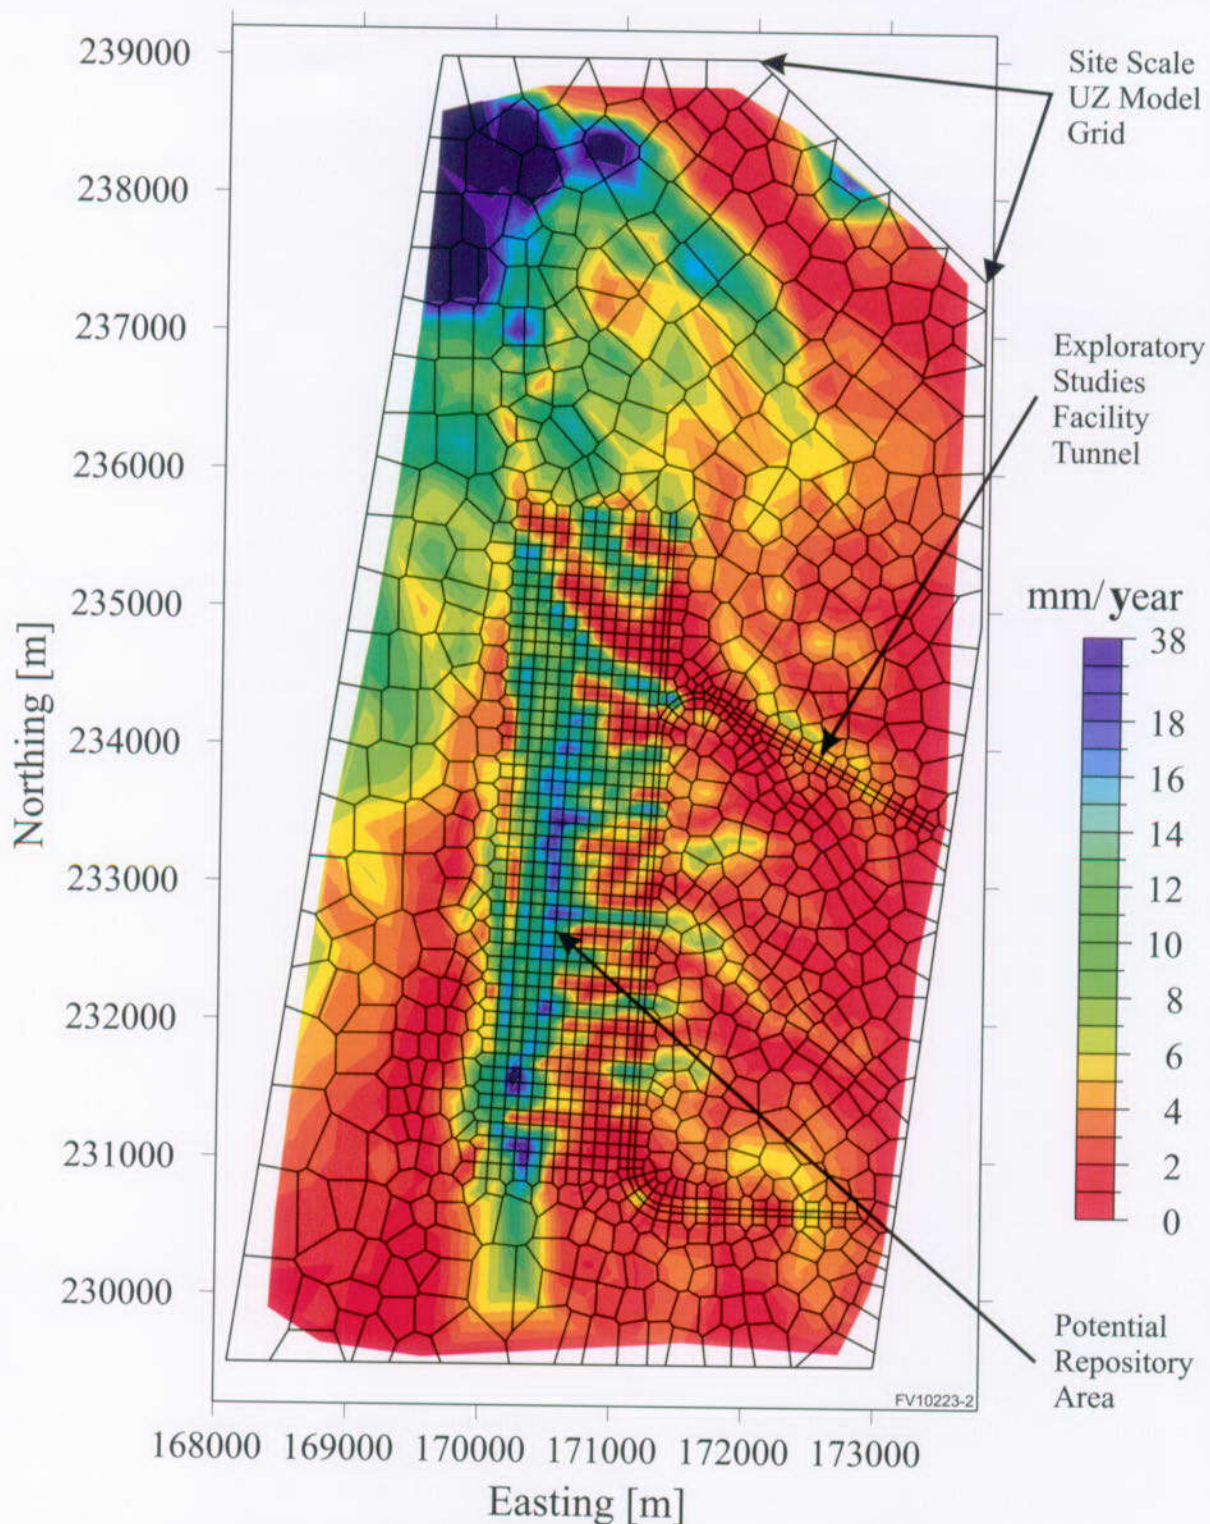 239000
238000
237000
236000
235000
234000
233000
232000
231000
230000
Northing [m]
168000 169000 170000 171000 172000 173000
Easting [m]
Site Scale
UZ Model
Grid
Exploratory
Studies
Facility
Tunnel
mm/year
38
18
16
14
12
10
8
6
4
2
0
Potential
Repository
Area
FV10223-2